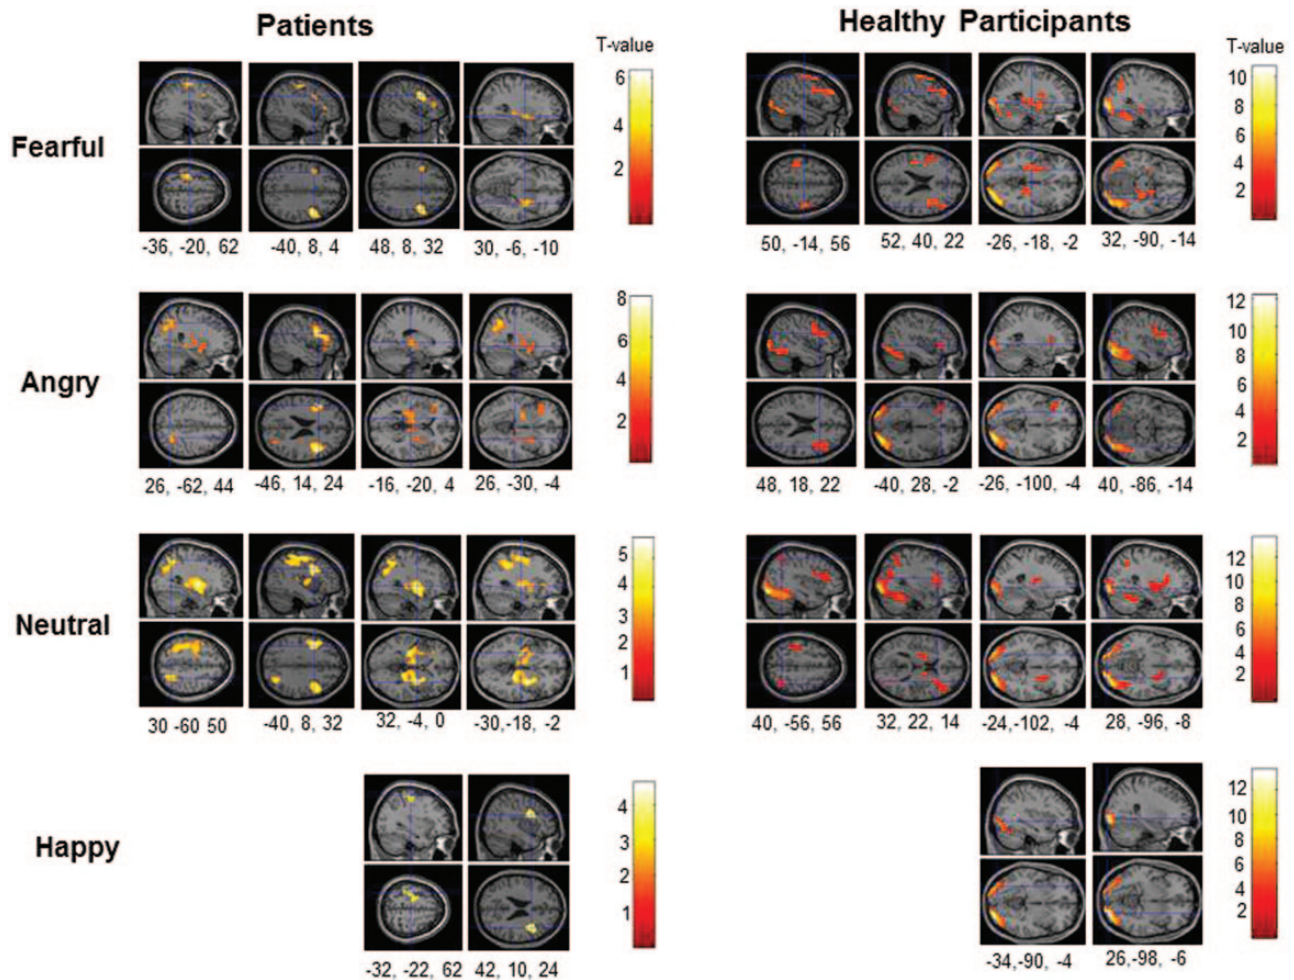 Patients
Healthy Participants
T-value
T-value
Fearful
6
4
2
10
8
6
4
2
-36, -20, 62
-40, 8, 4
48, 8, 32
30, -6, -10
50, -14, 56
52, 40, 22
-26, -18, -2
32, -90, -14
Angry
8
6
4
2
12
10
8
6
4
2
26, -62, 44
-46, 14, 24
-16, -20, 4
26, -30, -4
48, 18, 22
-40, 28, -2
-26, -100, -4
40, -86, -14
Neutral
5
4
3
2
1
12
10
8
6
4
2
30 -60 50
-40, 8, 32
32, -4, 0
-30,-18, -2
40, -56, 56
32, 22, 14
-24,-102, -4
28, -96, -8
Happy
4
3
2
1
12
10
8
6
4
2
-32, -22, 62
42, 10, 24
-34,-90, -4
26,-98, -6